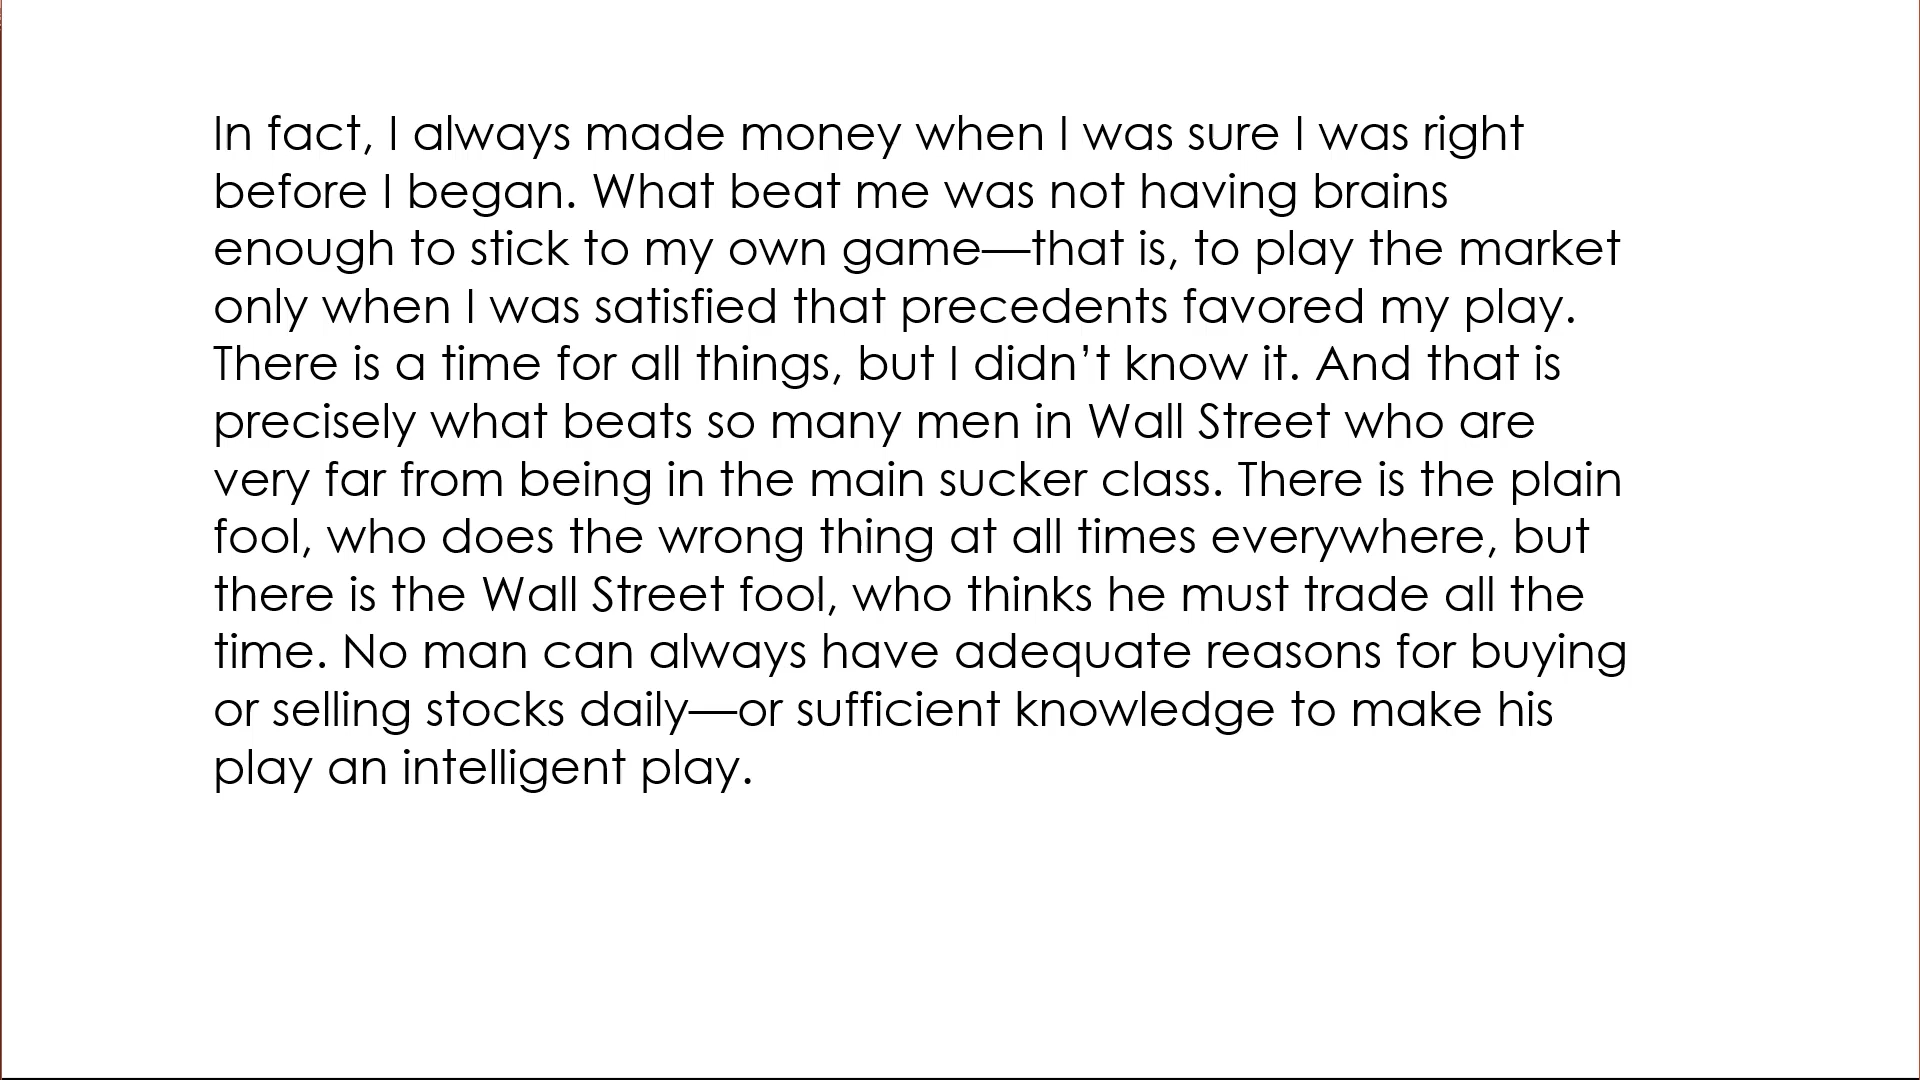 In fact, I always made money when I was sure I was right
before I began. What beat me was not having brains
enough to stick to my own game—that is, to play the market
only when I was satisfied that precedents favored my play.
There is a time for all things, but I didn’t know it. And that is
precisely what beats so many men in Wall Street who are
very far from being in the main sucker class. There is the plain
fool, who does the wrong thing at all times everywhere, but
there is the Wall Street fool, who thinks he must trade all the
time. No man can always have adequate reasons for buying
or selling stocks daily—or sufficient knowledge to make his
play an intelligent play.